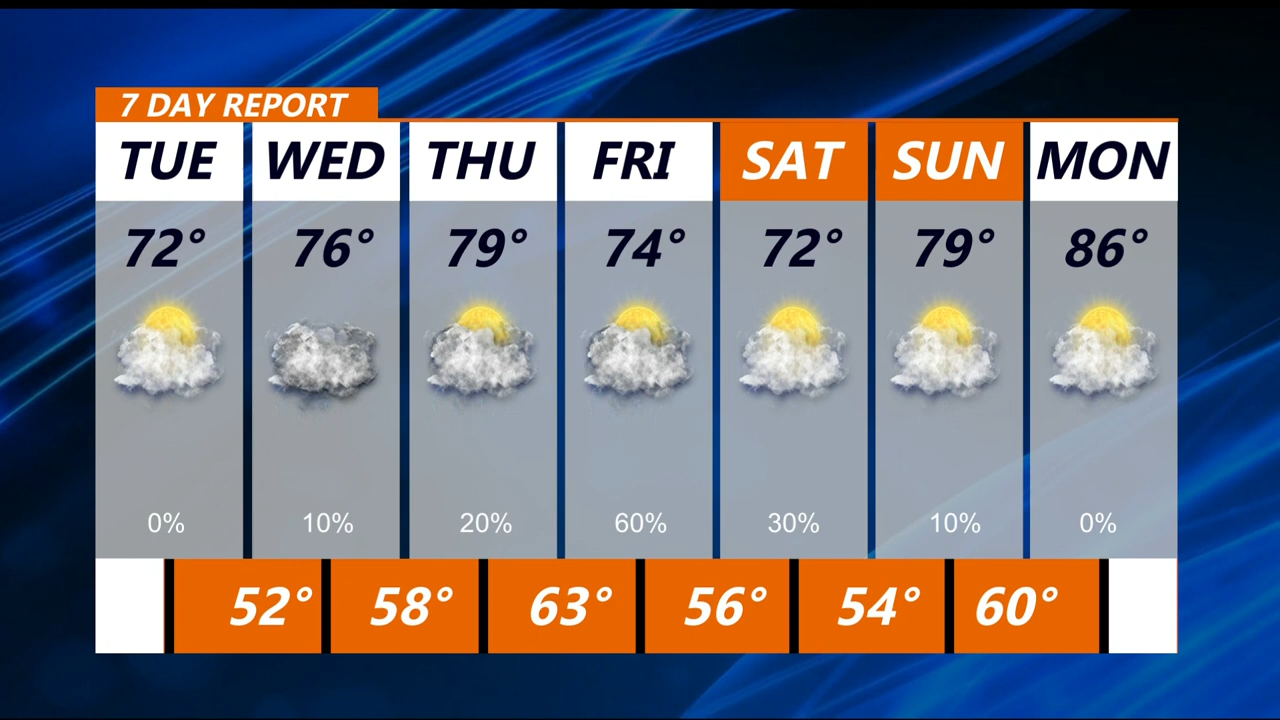 7 DAY REPORT
TUE WED THU FRI SAT SUN MON
72° 76° 79° 74° 72° 79° 86°
0% 10% 20% 60% 30% 10% 0%
52° 58° 63° 56° 54° 60°